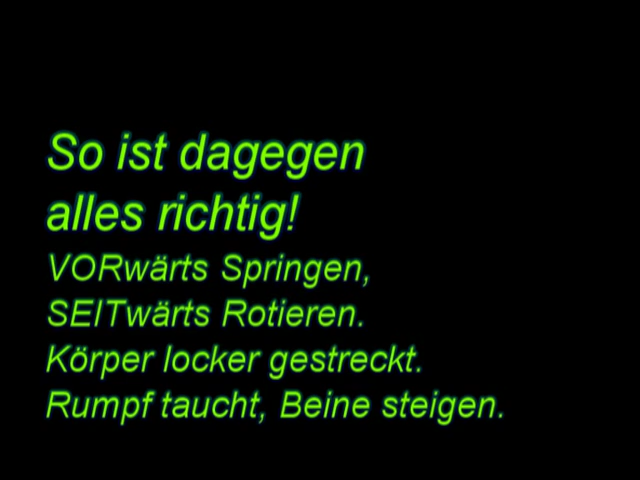 So ist dagegen
alles richtig!
VORwärts Springen,
SEITwärts Rotieren.
Körper locker gestreckt.
Rumpf taucht, Beine steigen.